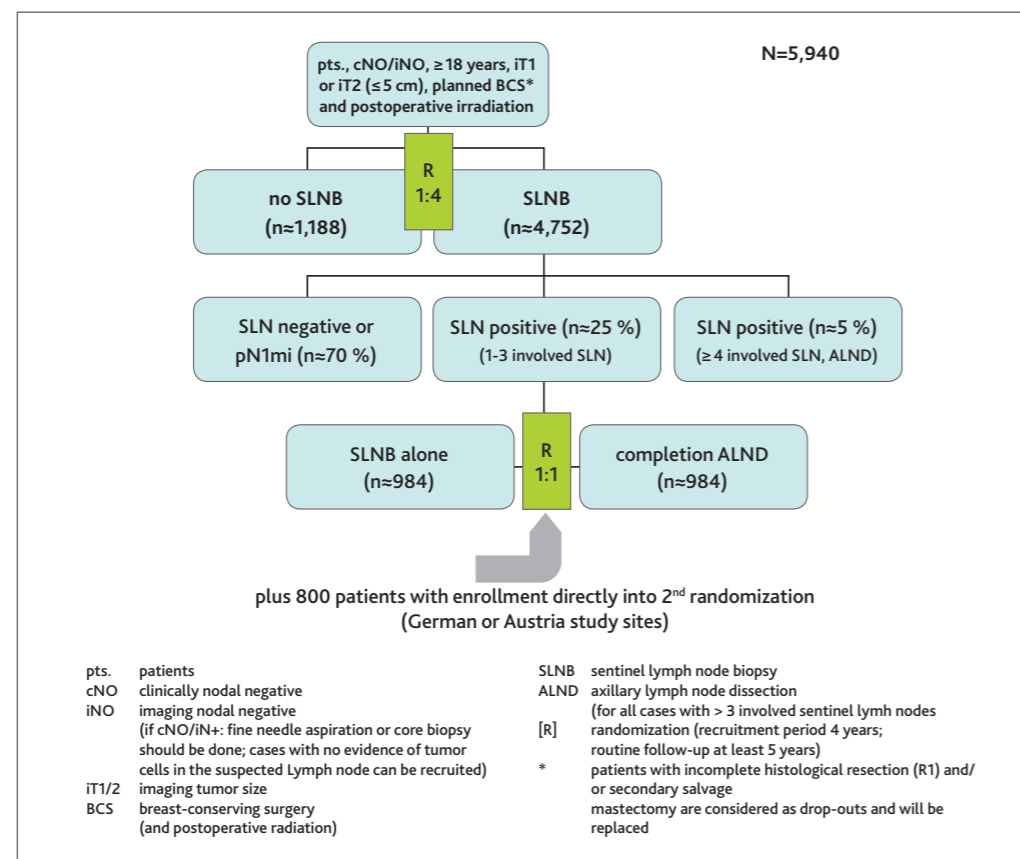 N=5,940
pts., cNO/iNO, ≥ 18 years, iT1
or iT2 (≤ 5 cm), planned BCS*
and postoperative irradiation
R
1:4
no SLNB
(n≈1,188)
SLNB
(n≈4,752)
SLN negative or
pN1mi (n≈70 %)
SLN positive (n≈25 %)
(1-3 involved SLN)
SLN positive (n≈5 %)
(≥ 4 involved SLN, ALND)
SLNB alone
(n≈984)
R
1:1
completion ALND
(n≈984)
plus 800 patients with enrollment directly into 2nd randomization
(German or Austria study sites)
pts. patients
cNO clinically nodal negative
iNO imaging nodal negative
(if cNO/iN+: fine needle aspiration or core biopsy
should be done; cases with no evidence of tumor
cells in the suspected Lymph node can be recruited)
iT1/2 imaging tumor size
BCS breast-conserving surgery
(and postoperative radiation)
SLNB sentinel lymph node biopsy
ALND axillary lymph node dissection
(for all cases with > 3 involved sentinel lymh nodes
[R] randomization (recruitment period 4 years;
routine follow-up at least 5 years)
* patients with incomplete histological resection (R1) and/
or secondary salvage
mastectomy are considered as drop-outs and will be
replaced